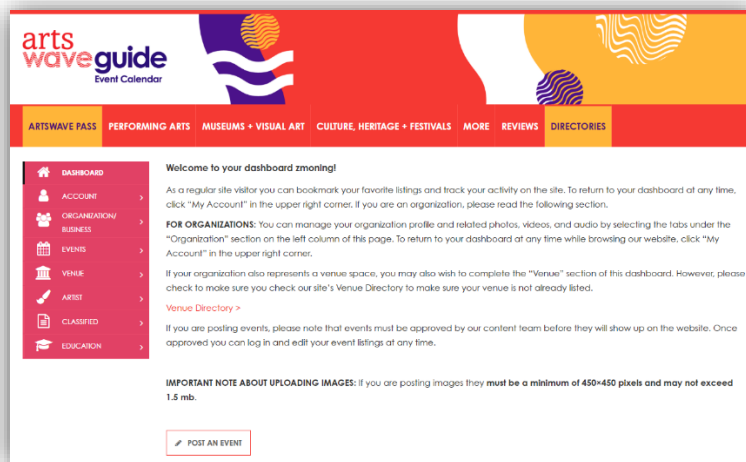 arts
waveguide
Event Calendar
ARTSWAVE PASS PERFORMING ARTS MUSEUMS + VISUAL ART CULTURE, HERITAGE + FESTIVALS MORE REVIEWS DIRECTORIES
DASHBOARD
ACCOUNT
ORGANIZATION/
BUSINESS
EVENTS
VENUE
ARTIST
CLASSIFIED
EDUCATION
Welcome to your dashboard zmoning!
As a regular site visitor you can bookmark your favorite listings and track your activity on the site. To return to your dashboard at any time,
click “My Account” in the upper right corner. If you are an organization, please read the following section.
FOR ORGANIZATIONS: You can manage your organization profile and related photos, videos, and audio by selecting the tabs under the
“Organization” section on the left column of this page. To return to your dashboard at any time while browsing our website, click “My
Account” in the upper right corner.
If your organization also represents a venue space, you may also wish to complete the “Venue” section of this dashboard. However, please
check to make sure you check our site’s Venue Directory to make sure your venue is not already listed.
Venue Directory >
If you are posting events, please note that events must be approved by our content team before they will show up on the website. Once
approved you can log in and edit your event listings at any time.
IMPORTANT NOTE ABOUT UPLOADING IMAGES: If you are posting images they must be a minimum of 450×450 pixels and may not exceed
1.5 mb.
POST AN EVENT